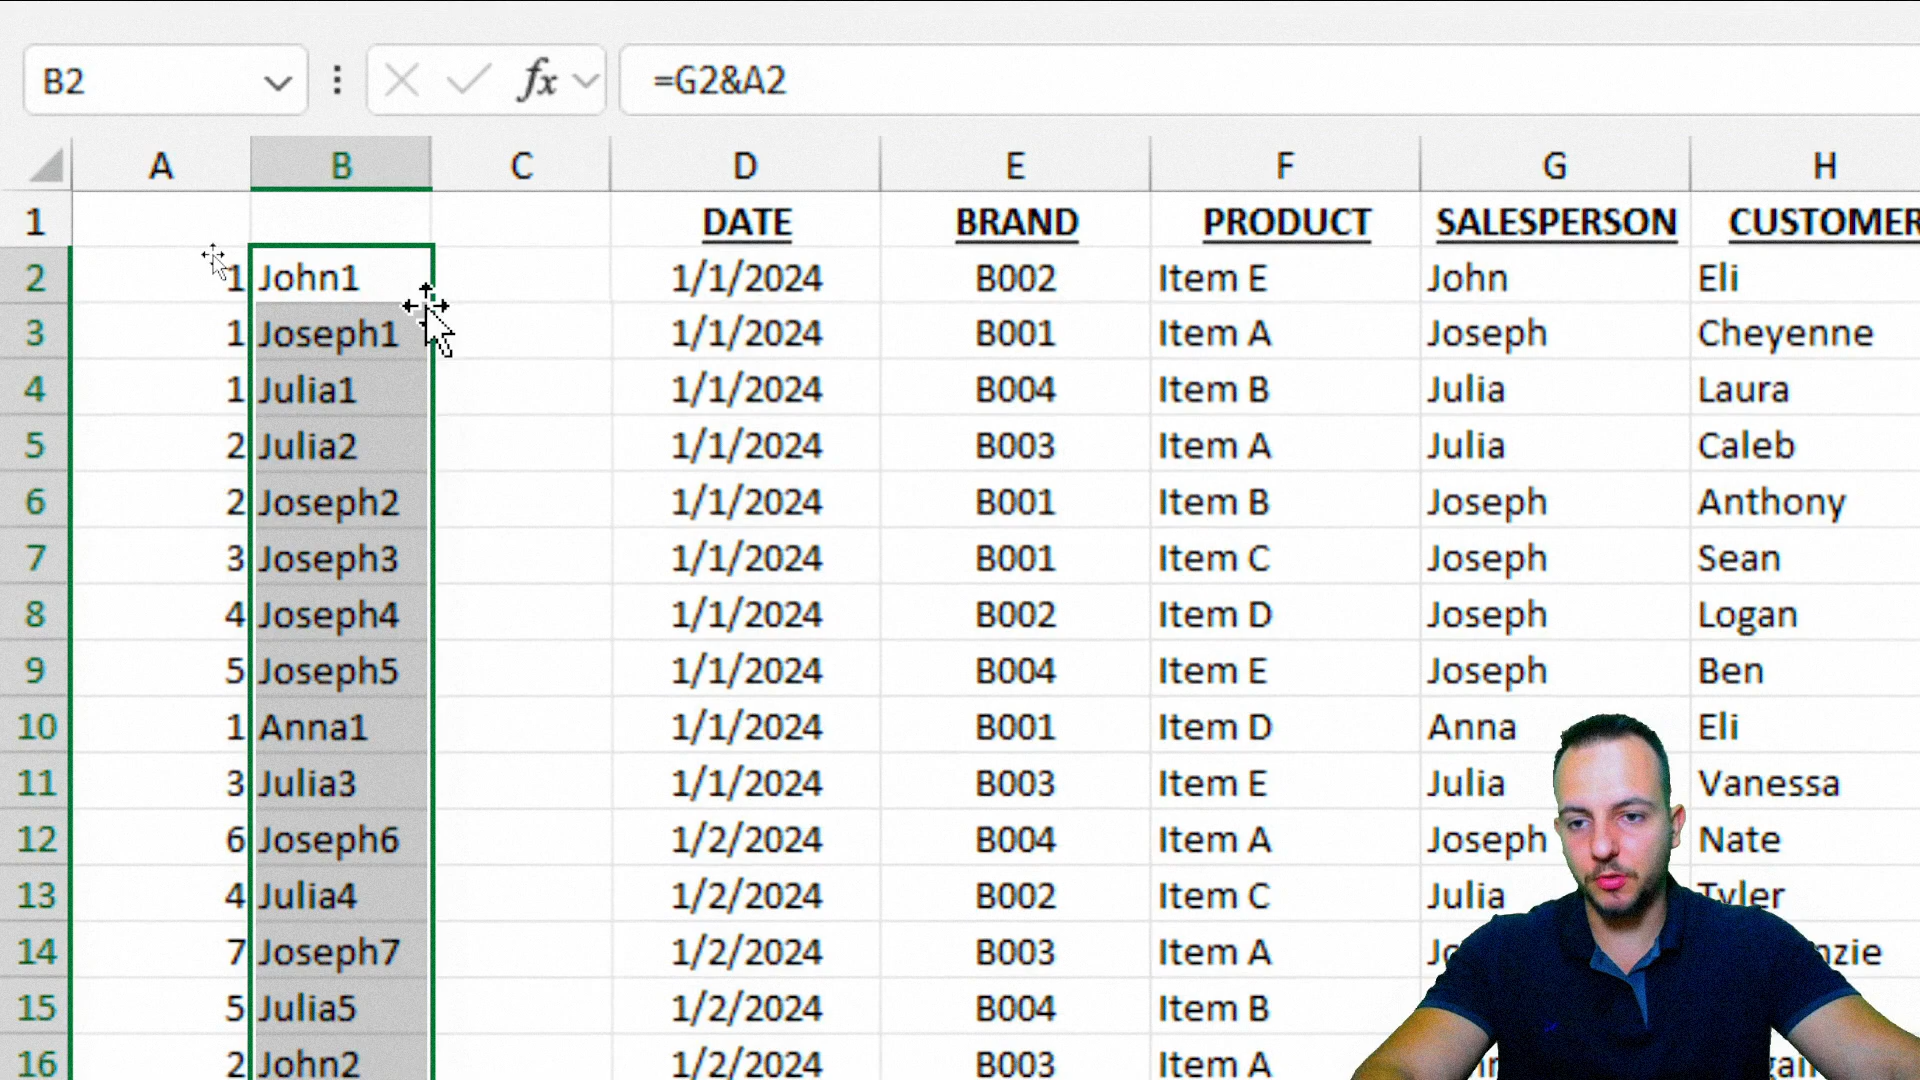 B2 fx =G2&A2
A B C D E F G H
1 DATE BRAND PRODUCT SALESPERSON CUSTOMER
2 1 John1 1/1/2024 B002 Item E John Eli
3 1 Joseph1 1/1/2024 B001 Item A Joseph Cheyenne
4 1 Julia1 1/1/2024 B004 Item B Julia Laura
5 2 Julia2 1/1/2024 B003 Item A Julia Caleb
6 2 Joseph2 1/1/2024 B001 Item B Joseph Anthony
7 3 Joseph3 1/1/2024 B001 Item C Joseph Sean
8 4 Joseph4 1/1/2024 B002 Item D Joseph Logan
9 5 Joseph5 1/1/2024 B004 Item E Joseph Ben
10 1 Anna1 1/1/2024 B001 Item D Anna Eli
11 3 Julia3 1/1/2024 B003 Item E Julia Vanessa
12 6 Joseph6 1/2/2024 B004 Item A Joseph Nate
13 4 Julia4 1/2/2024 B002 Item C Julia Tyler
14 7 Joseph7 1/2/2024 B003 Item A
15 5 Julia5 1/2/2024 B004 Item B
16 2 John2 1/2/2024 B003 Item A